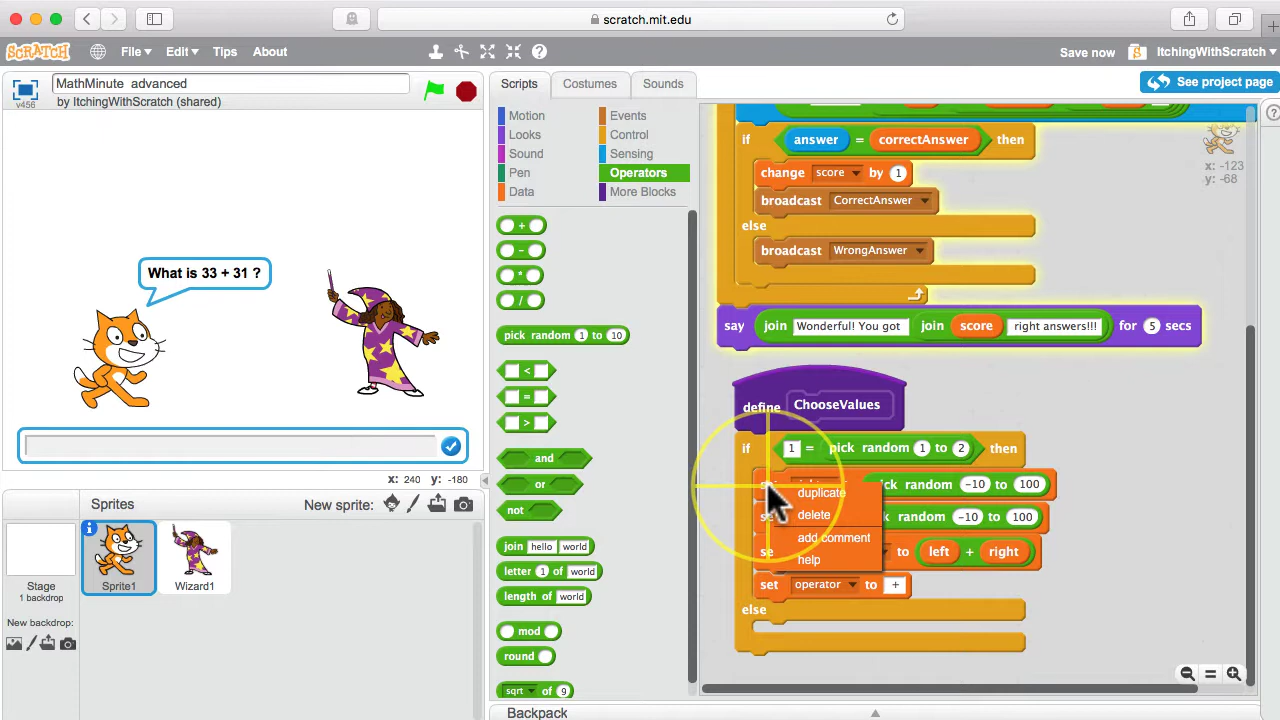 scratch.mit.edu
SCRATCH File Edit Tips About Save now ItchingWithScratch
MathMinute advanced
by ItchingWithScratch (shared)
v456
See project page
Scripts Costumes Sounds
Motion Events
Looks Control
Sound Sensing
Pen Operators
Data More Blocks
+
-
*
/
pick random 1 to 10
<
=
>
and
or
not
join hello world
letter 1 of world
length of world
mod
round
sqrt of 9
What is 33 + 31 ?
x: 240 y: -180
Sprites New sprite:
Stage
1 backdrop
New backdrop:
Sprite1
Wizard1
x: -123
y: -68
if answer = correctAnswer then
change score by 1
broadcast CorrectAnswer
else
broadcast WrongAnswer
say join Wonderful! You got join score right answers!!! for 5 secs
define ChooseValues
if 1 = pick random 1 to 2 then
pick random -10 to 100
duplicate
delete
add comment
help
random -10 to 100
to left + right
set operator to +
else
Backpack